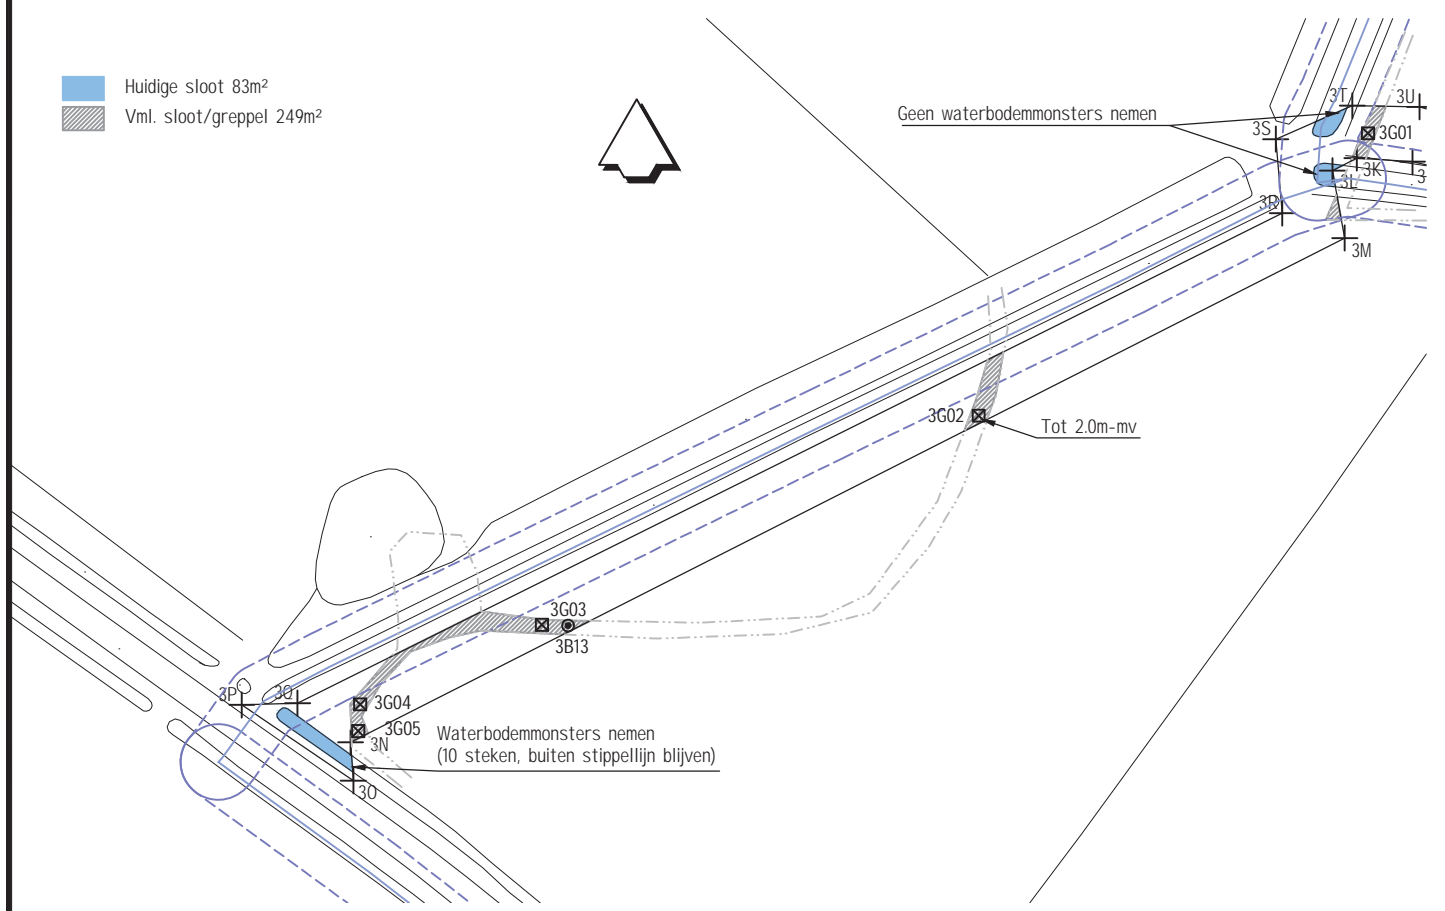 Huidige sloot 83m²
Vml. sloot/greppel 249m²
Geen waterbodemmonsters nemen
3T
3U
3S
3G01
3K
3L
3
3R
3M
3G02
Tot 2.0m-mv
3G03
3B13
3P
3Q
3G04
3G05
3N
Waterbodemmonsters nemen
(10 steken, buiten stippellijn blijven)
3O